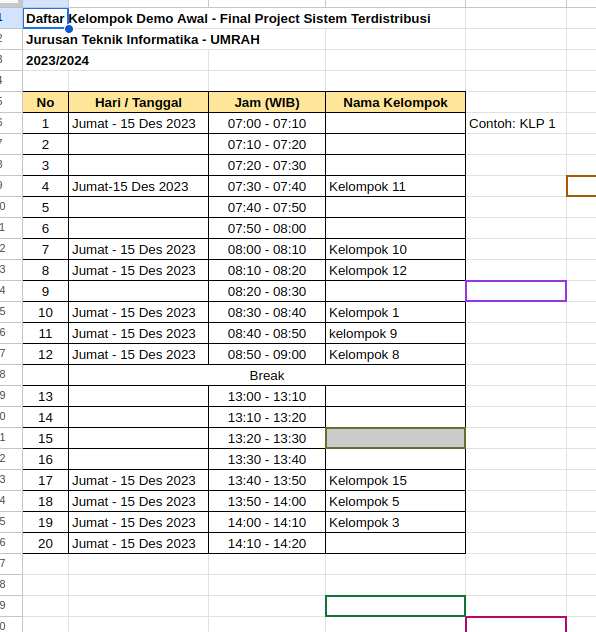 Daftar Kelompok Demo Awal - Final Project Sistem Terdistribusi
Jurusan Teknik Informatika - UMRAH
2023/2024
No Hari / Tanggal Jam (WIB) Nama Kelompok
1 Jumat - 15 Des 2023 07:00 - 07:10 Contoh: KLP 1
2 07:10 - 07:20
3 07:20 - 07:30
4 Jumat-15 Des 2023 07:30 - 07:40 Kelompok 11
5 07:40 - 07:50
6 07:50 - 08:00
7 Jumat - 15 Des 2023 08:00 - 08:10 Kelompok 10
8 Jumat - 15 Des 2023 08:10 - 08:20 Kelompok 12
9 08:20 - 08:30
10 Jumat - 15 Des 2023 08:30 - 08:40 Kelompok 1
11 Jumat - 15 Des 2023 08:40 - 08:50 kelompok 9
12 Jumat - 15 Des 2023 08:50 - 09:00 Kelompok 8
Break
13 13:00 - 13:10
14 13:10 - 13:20
15 13:20 - 13:30
16 13:30 - 13:40
17 Jumat - 15 Des 2023 13:40 - 13:50 Kelompok 15
18 Jumat - 15 Des 2023 13:50 - 14:00 Kelompok 5
19 Jumat - 15 Des 2023 14:00 - 14:10 Kelompok 3
20 Jumat - 15 Des 2023 14:10 - 14:20